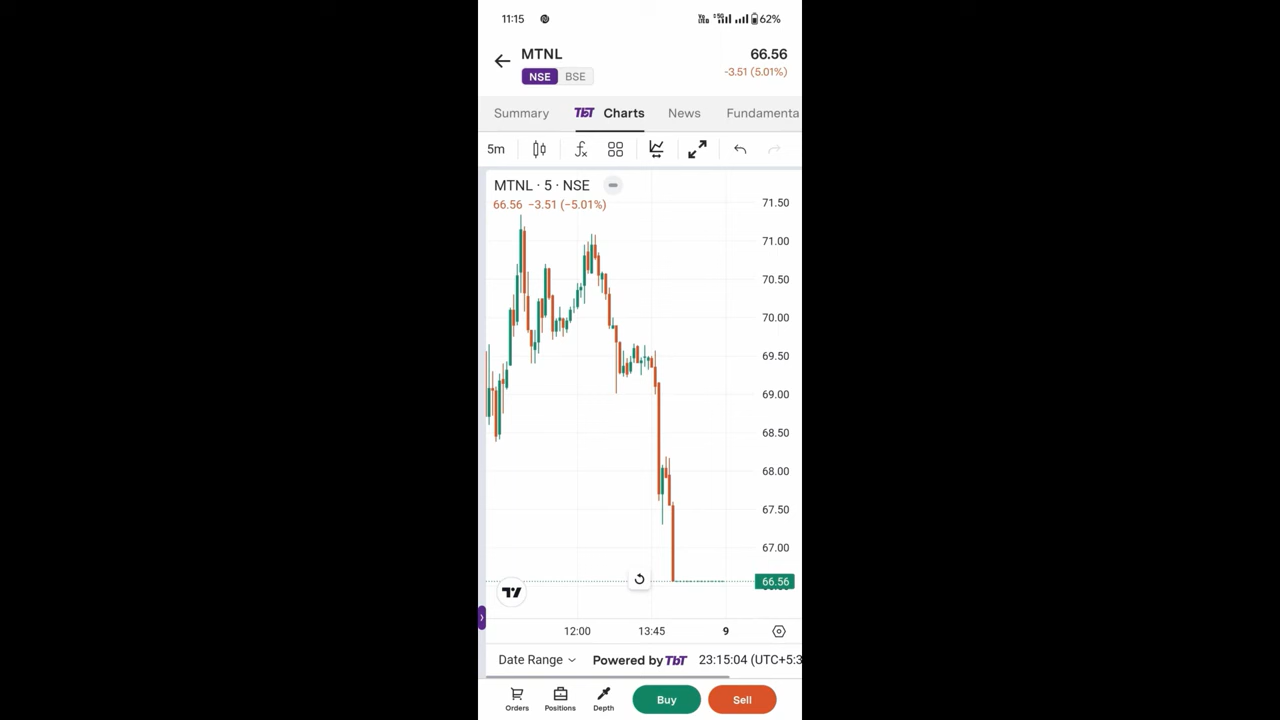 11:15 62%
MTNL 66.56
NSE BSE -3.51 (5.01%)
Summary TbT Charts News Fundamenta
5m
MTNL · 5 · NSE
66.56 −3.51 (−5.01%)
71.50
71.00
70.50
70.00
69.50
69.00
68.50
68.00
67.50
67.00
66.56
12:00 13:45 9
Date Range Powered by TbT 23:15:04 (UTC+5:3
Orders Positions Depth Buy Sell